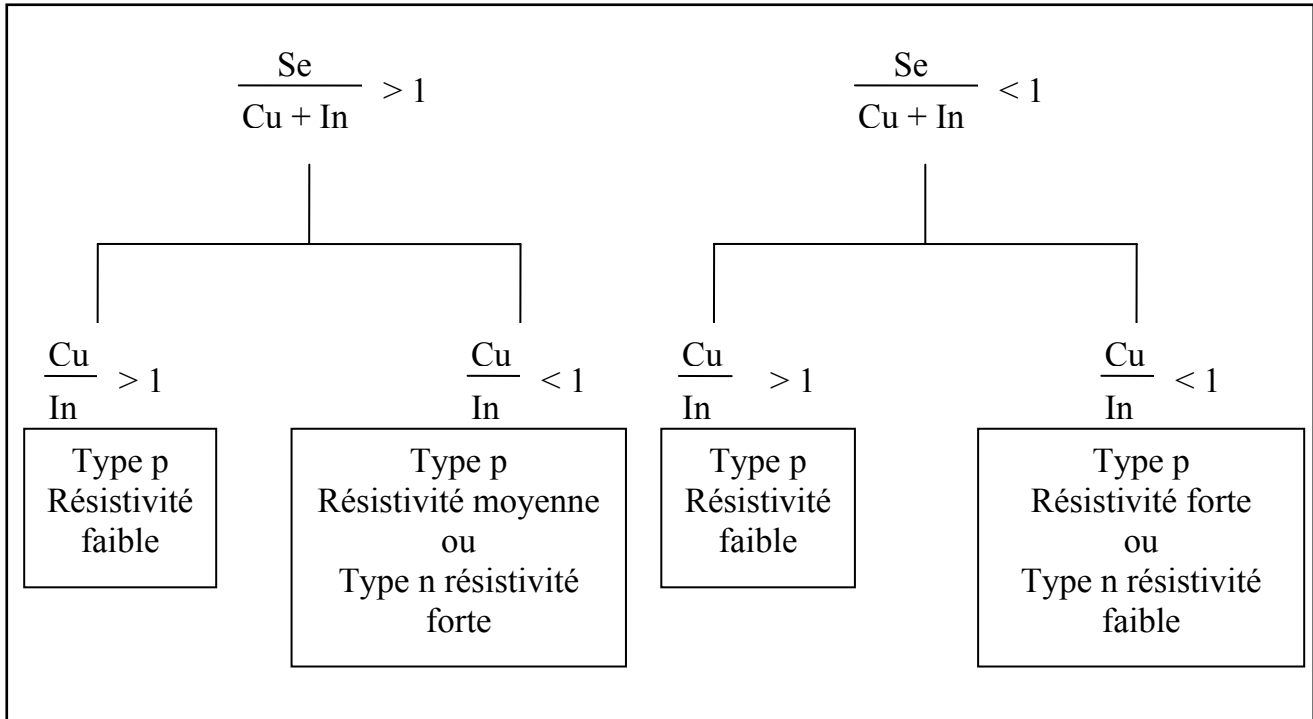 Se
Cu + In
> 1
Se
Cu + In
< 1
Cu
In
> 1
Type p
Résistivité
faible
Cu
In
< 1
Type p
Résistivité moyenne
ou
Type n résistivité
forte
Cu
In
> 1
Type p
Résistivité
faible
Cu
In
< 1
Type p
Résistivité forte
ou
Type n résistivité
faible